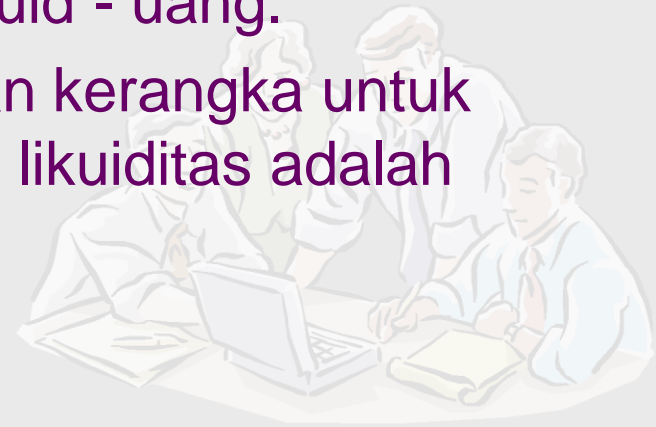 uid - uang.
n kerangka untuk
likuiditas adalah